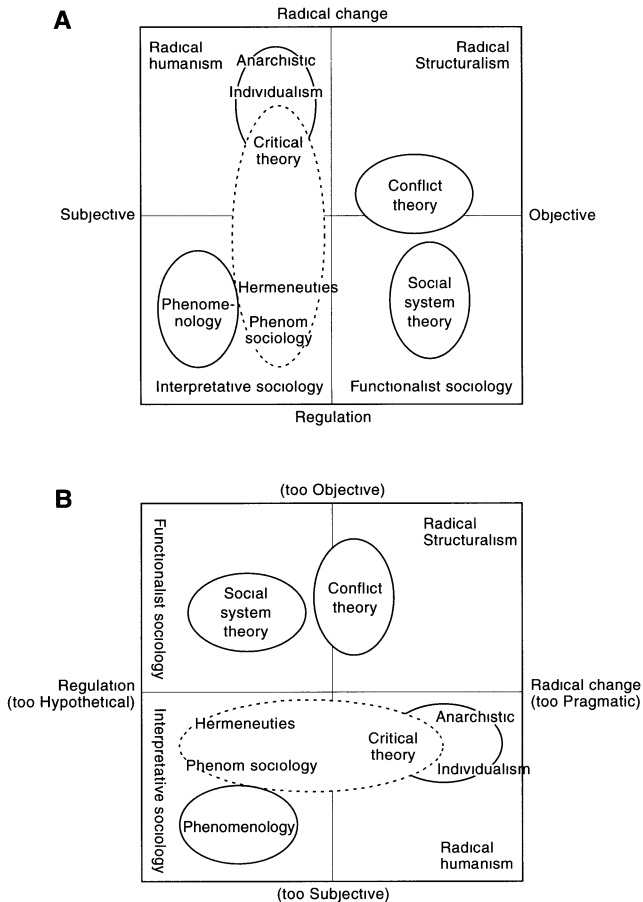 A
Radical change
Radical
humanism
Anarchistic
Radical
Structuralism
Individualism
Critical
theory
Conflict
theory
Subjective
Objective
Hermeneuties
Phenome-
nology
Social
system
theory
Phenom
sociology
Interpretative sociology
Functionalist sociology
Regulation
B
(too Objective)
Functionalist sociology
Radical
Structuralism
Social
system
theory
Conflict
theory
Regulation
(too Hypothetical)
Radical change
(too Pragmatic)
Interpretative sociology
Hermeneuties
Anarchistic
Critical
theory
Phenom sociology
Individualism
Phenomenology
Radical
humanism
(too Subjective)